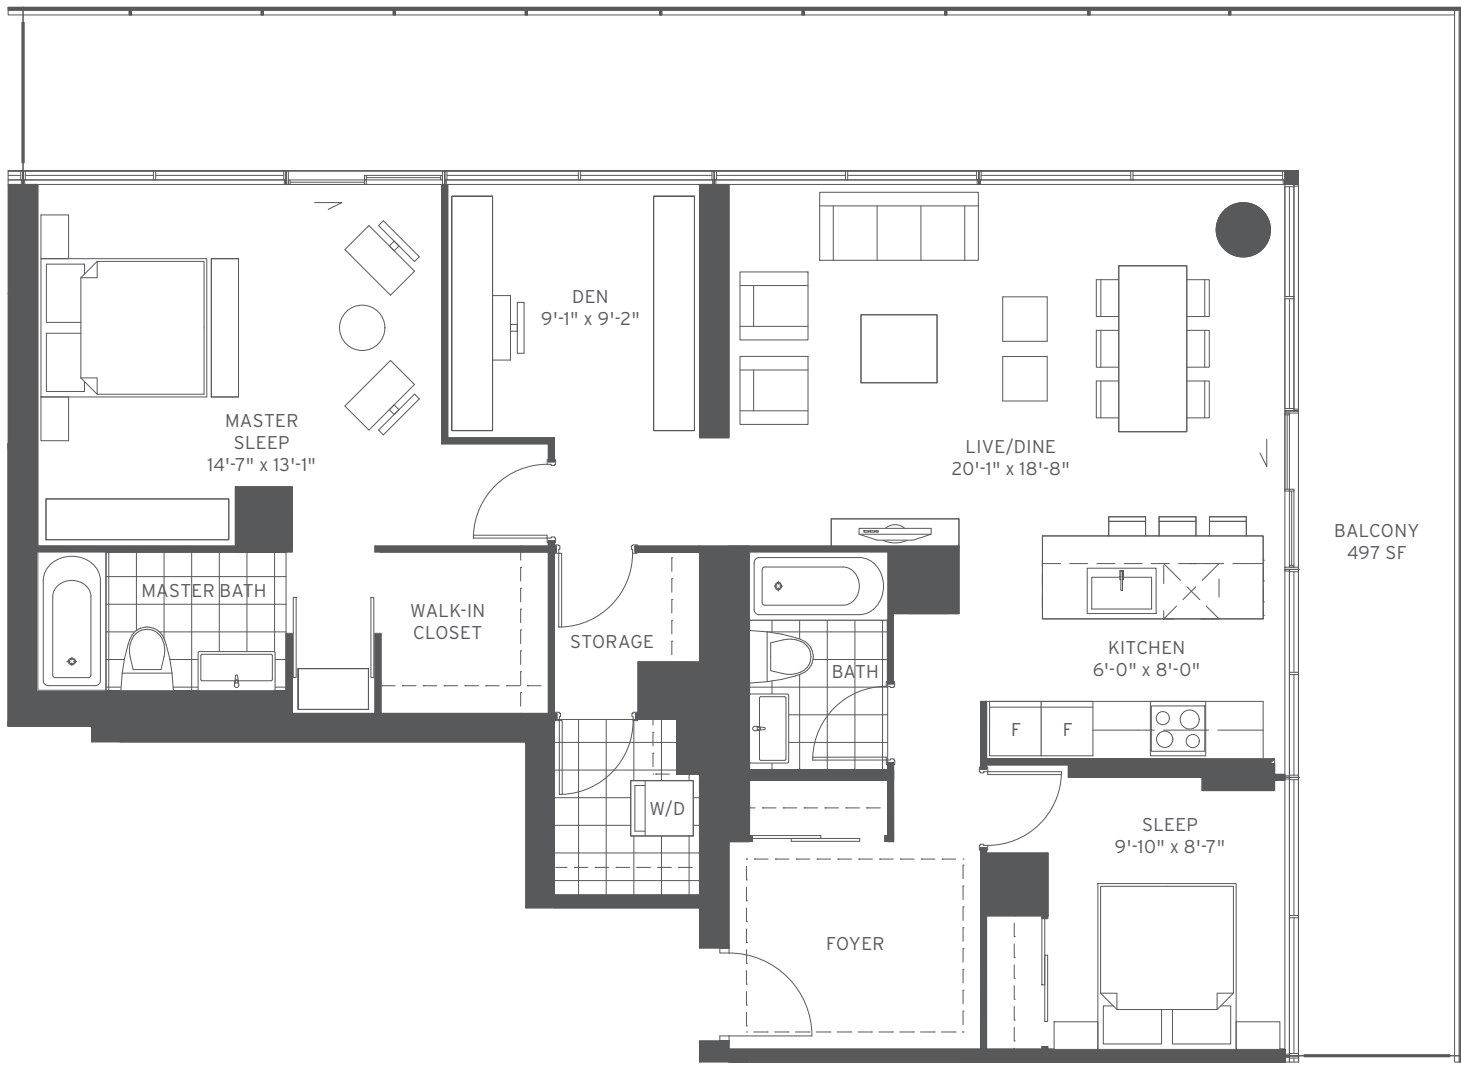 DEN
9'-1" x 9'-2"
MASTER
SLEEP
14'-7" x 13'-1"
LIVE/DINE
20'-1" x 18'-8"
BALCONY
497 SF
MASTER BATH
WALK-IN
CLOSET
STORAGE
BATH
KITCHEN
6'-0" x 8'-0"
F F
W/D
SLEEP
9'-10" x 8'-7"
FOYER